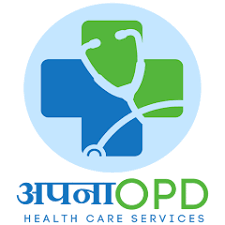 अपनाOPD
HEALTH CARE SERVICES